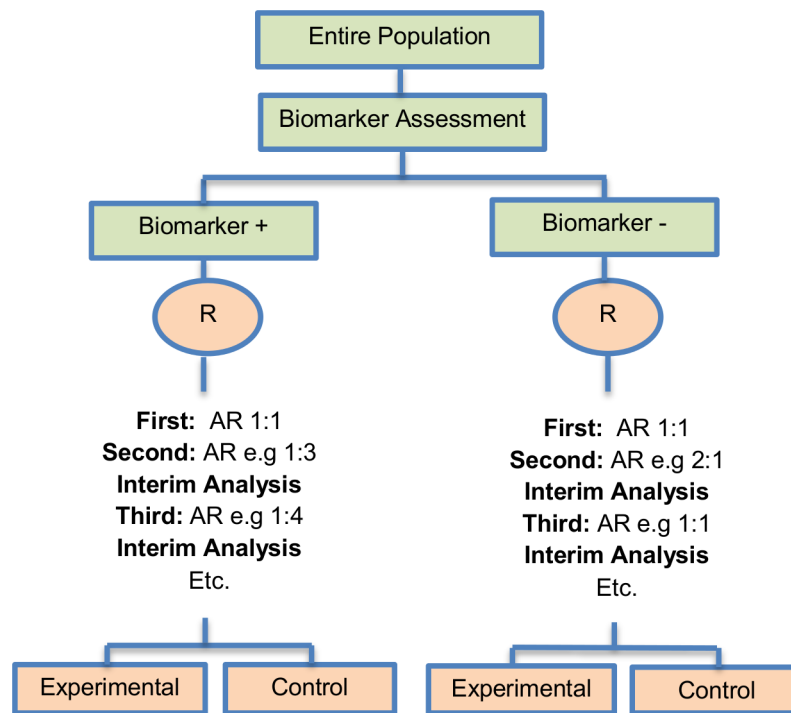 Entire Population
Biomarker Assessment
Biomarker +
Biomarker -
R
R
First: AR 1:1
Second: AR e.g 1:3
Interim Analysis
Third: AR e.g 1:4
Interim Analysis
Etc.
First: AR 1:1
Second: AR e.g 2:1
Interim Analysis
Third: AR e.g 1:1
Interim Analysis
Etc.
Experimental
Control
Experimental
Control